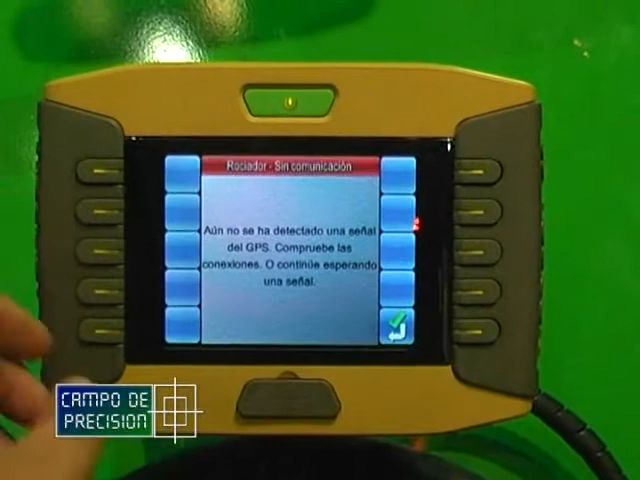 Rociador - Sin comunicación
Aún no se ha detectado una señal
del GPS. Compruebe las
conexiones. O continúe esperando
una señal.
CAMPO DE
PRECISION